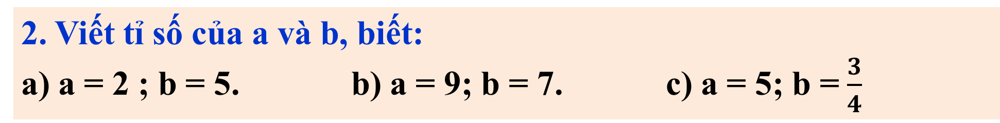 2. Viết tỉ số của a và b, biết:
a) a = 2 ; b = 5. b) a = 9; b = 7. c) a = 5; b = 3/4